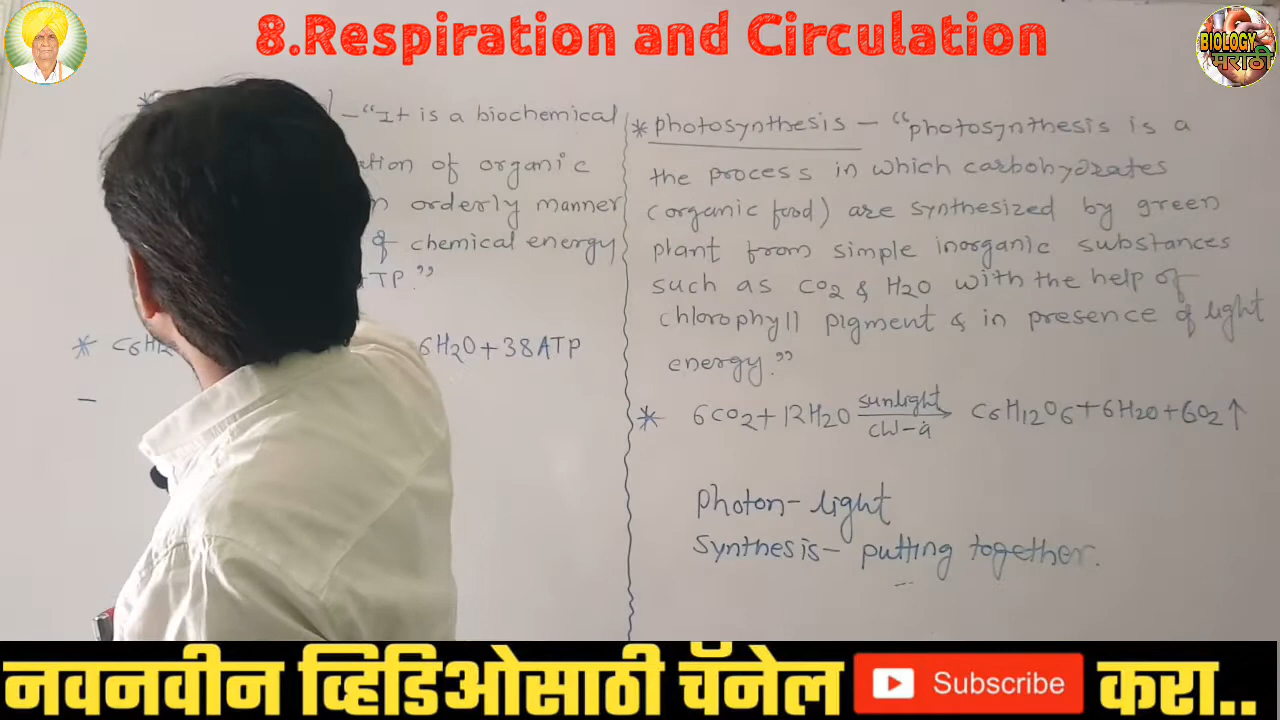 8.Respiration and Circulation
BIOLOGY
मराठी
- "It is a biochemical
of organic
orderly manner
of chemical energy
ATP."
* C6H12
6H2O + 38ATP
-
* photosynthesis - "photosynthesis is a
the process in which carbohydrates
(organic food) are synthesized by green
plant from simple inorganic substances
such as CO2 & H2O with the help of
chlorophyll pigment & in presence of light
energy."
* 6CO2 + 12H2O sunlight → C6H12O6 + 6H2O + 6O2 ↑
Photon - light
Synthesis - putting together.
नवनवीन व्हिडिओसाठी चॅनेल Subscribe करा..